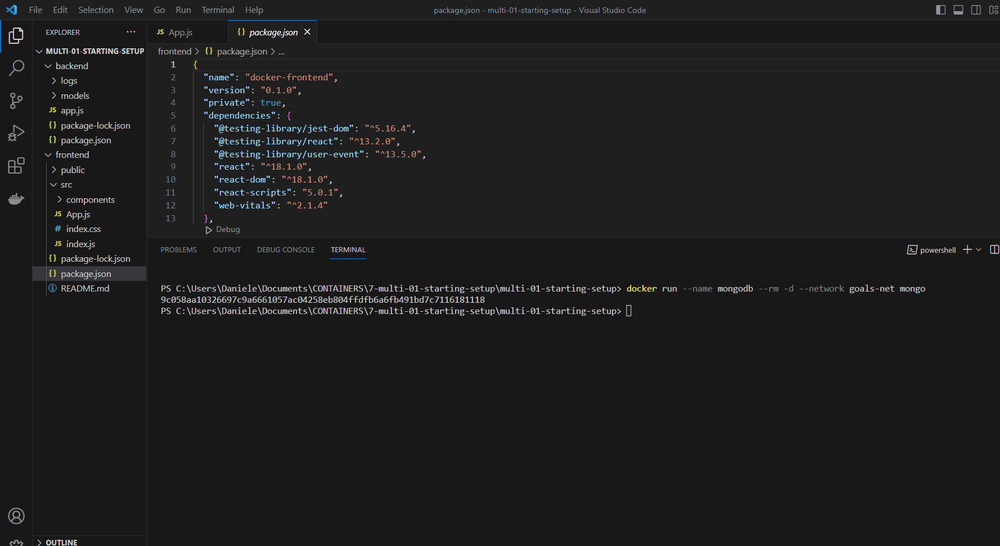 File Edit Selection View Go Run Terminal Help
package.json - multi-01-starting-setup - Visual Studio Code
EXPLORER ···
MULTI-01-STARTING-SETUP
backend
logs
models
JS app.js
{} package-lock.json
{} package.json
frontend
public
src
components
JS App.js
# index.css
JS index.js
{} package-lock.json
{} package.json
README.md
OUTLINE
JS App.js
{} package.json
frontend > {} package.json > ...
1 {
2 "name": "docker-frontend",
3 "version": "0.1.0",
4 "private": true,
5 "dependencies": {
6 "@testing-library/jest-dom": "^5.16.4",
7 "@testing-library/react": "^13.2.0",
8 "@testing-library/user-event": "^13.5.0",
9 "react": "^18.1.0",
10 "react-dom": "^18.1.0",
11 "react-scripts": "5.0.1",
12 "web-vitals": "^2.1.4"
13 },
Debug
PROBLEMS OUTPUT DEBUG CONSOLE TERMINAL
powershell
PS C:\Users\Daniele\Documents\CONTAINERS\7-multi-01-starting-setup\multi-01-starting-setup> docker run --name mongodb --rm -d --network goals-net mongo
9c058aa10326697c9a6661057ac04258eb804ffdfb6a6fb491bd7c7116181118
PS C:\Users\Daniele\Documents\CONTAINERS\7-multi-01-starting-setup\multi-01-starting-setup>